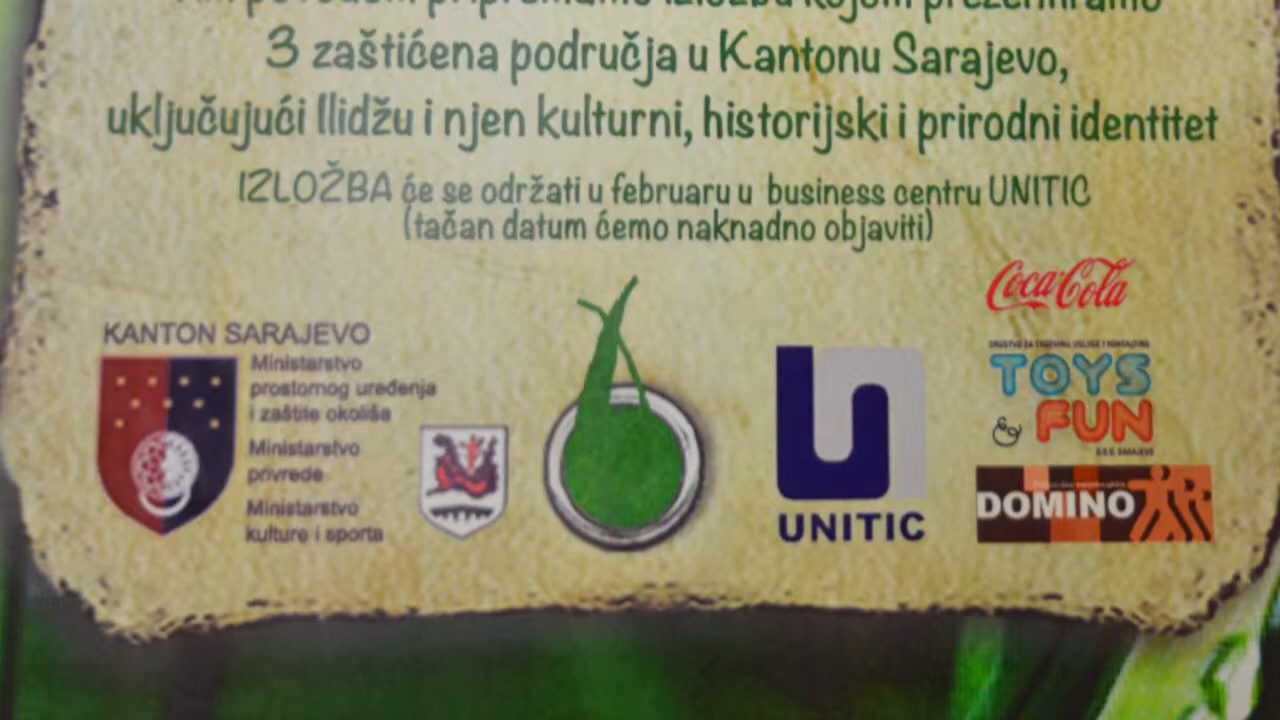 3 zaštićena područja u Kantonu Sarajevo,
uključujući Ilidžu i njen kulturni, historijski i prirodni identitet
IZLOŽBA će se održati u februaru u business centru UNITIC
(tačan datum ćemo naknadno objaviti)
KANTON SARAJEVO
Ministarstvo
prostornog uređenja
i zaštite okoliša
Ministarstvo
privrede
Ministarstvo
kulture i sporta
UNITIC
Coca-Cola
TOYS
FUN
DOMINO